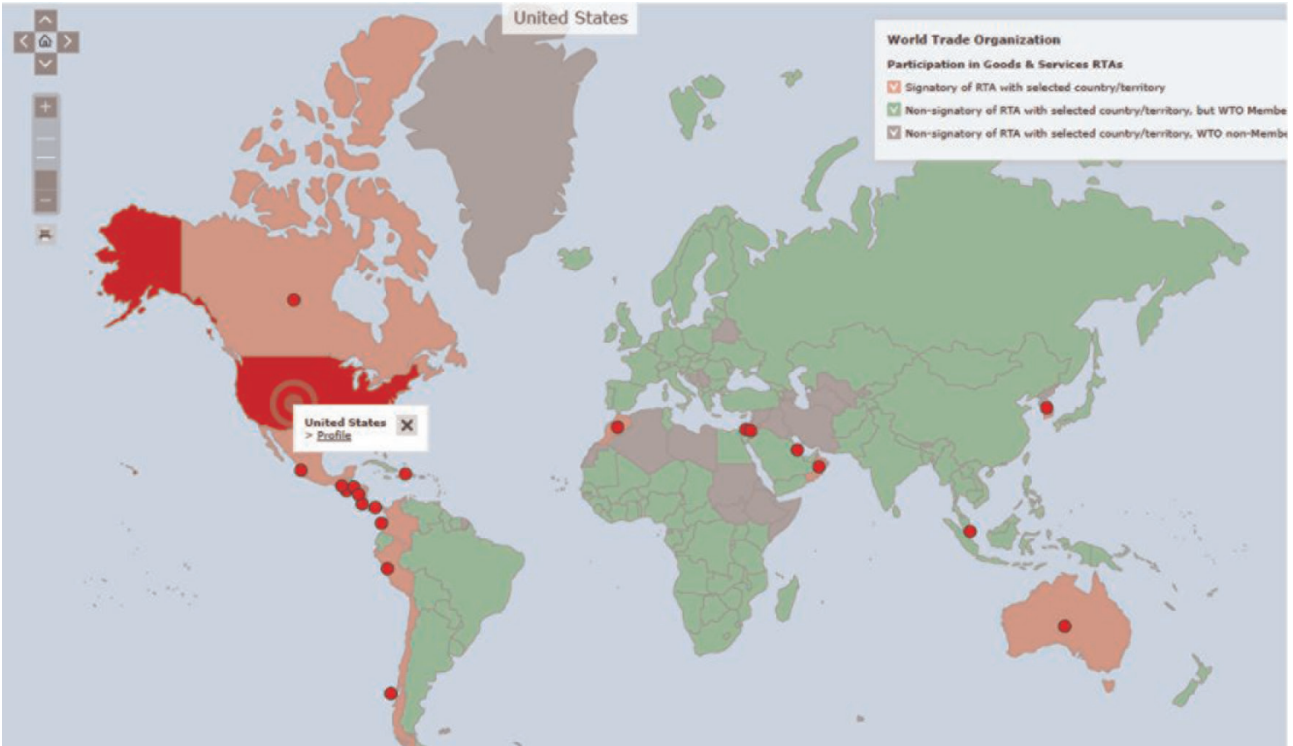 United States
World Trade Organization
Participation in Goods & Services RTAs
Signatory of RTA with selected country/territory
Non-signatory of RTA with selected country/territory, but WTO Membe
Non-signatory of RTA with selected country/territory, WTO non-Membe
United States
> Profile